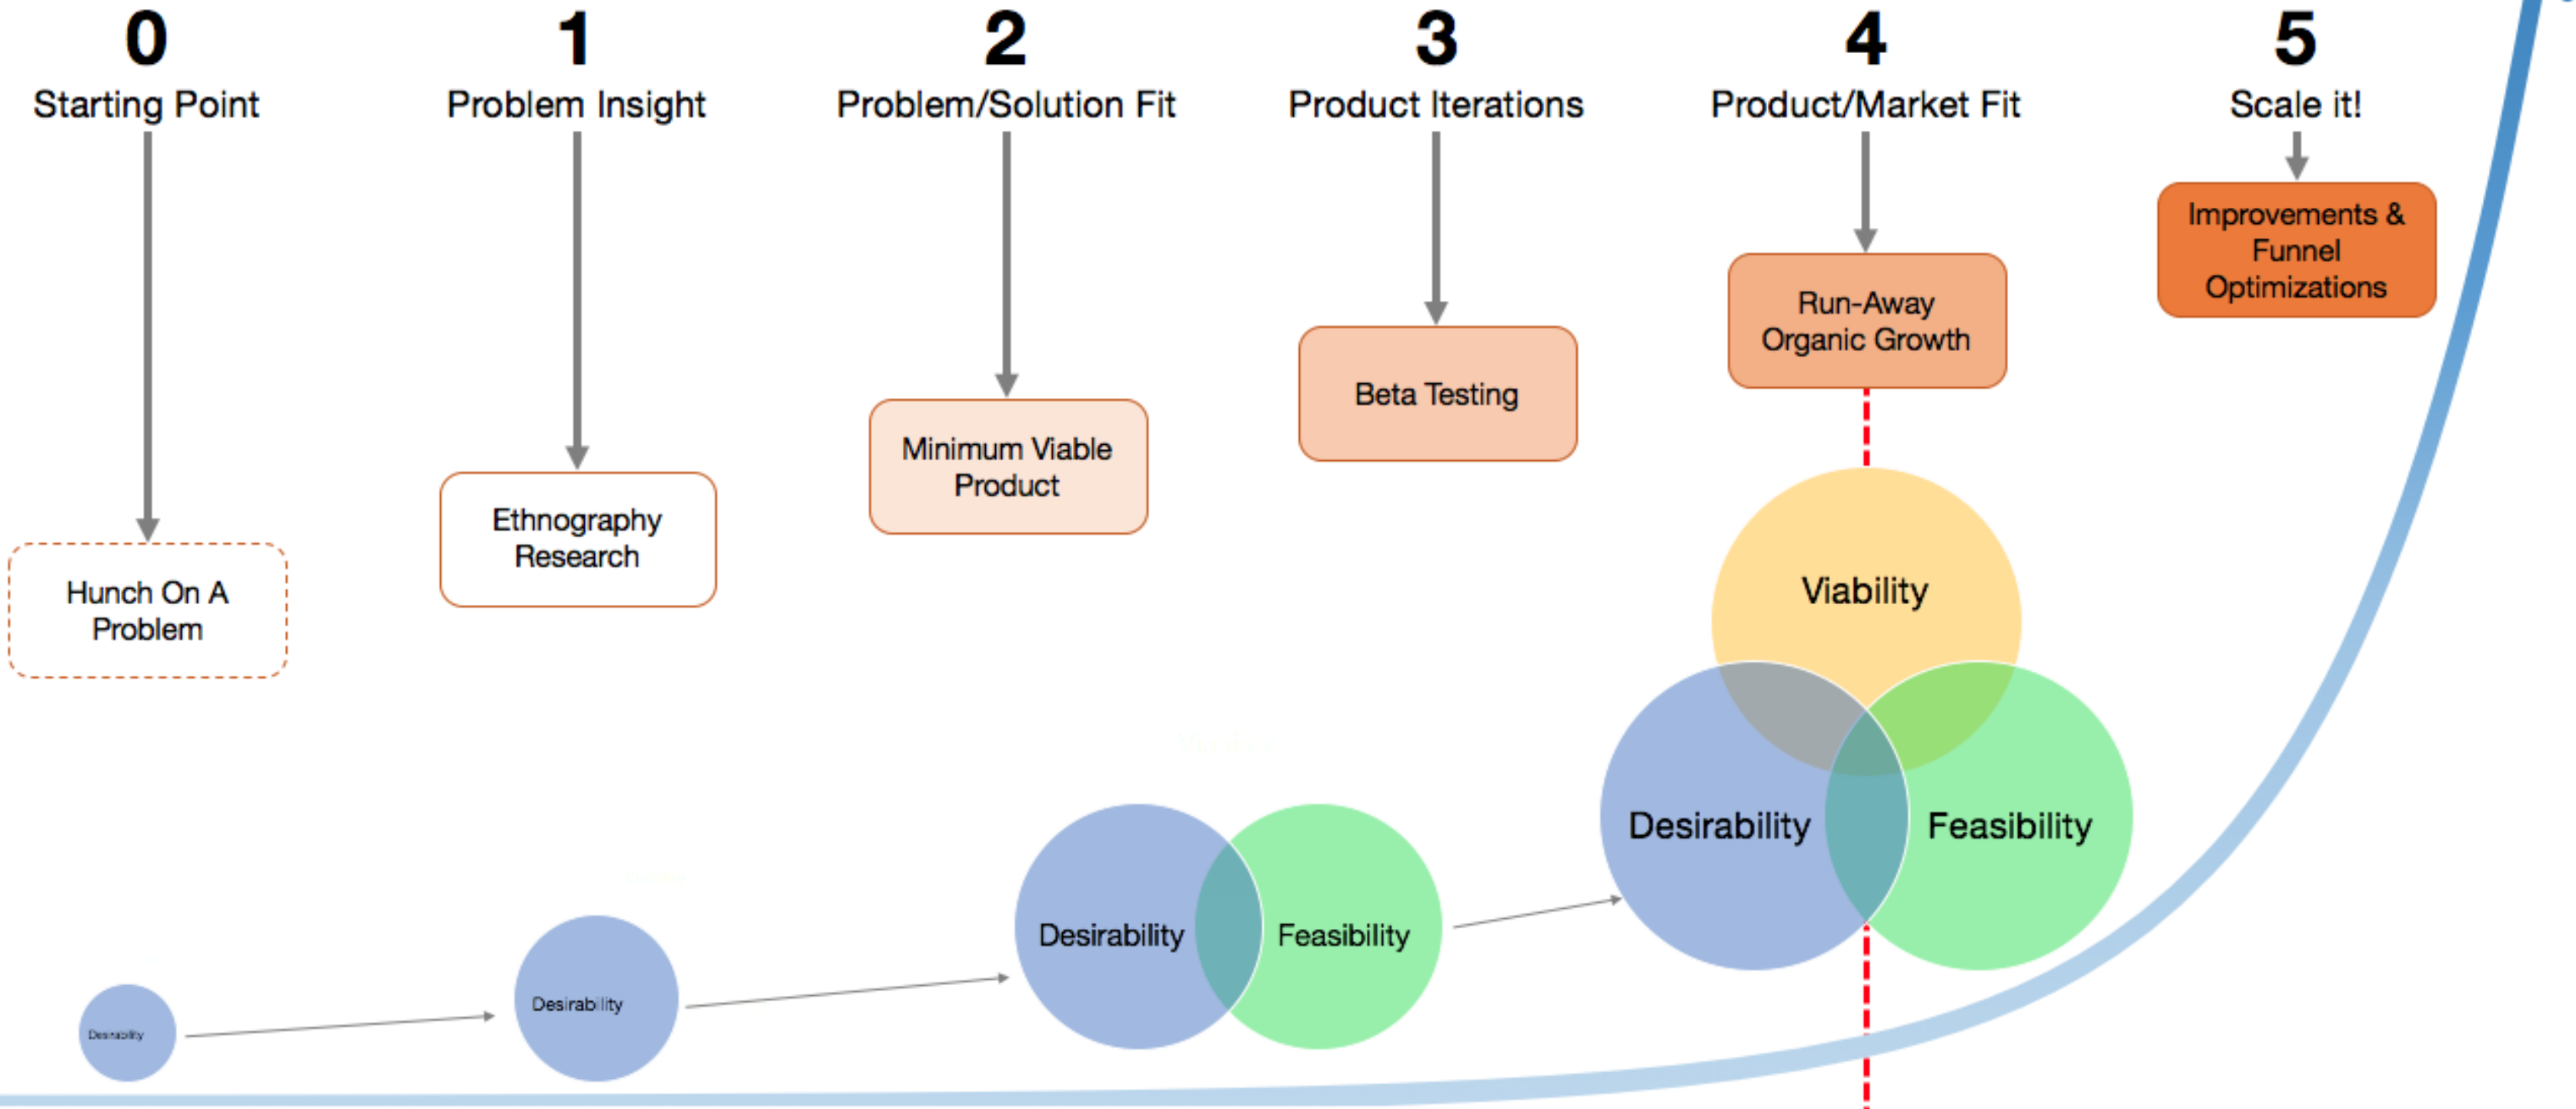 0
Starting Point
Hunch On A
Problem
1
Problem Insight
Ethnography
Research
2
Problem/Solution Fit
Minimum Viable
Product
3
Product Iterations
Beta Testing
4
Product/Market Fit
Run-Away
Organic Growth
5
Scale it!
Improvements &
Funnel
Optimizations
Desirability
Desirability
Desirability
Feasibility
Viability
Desirability
Feasibility